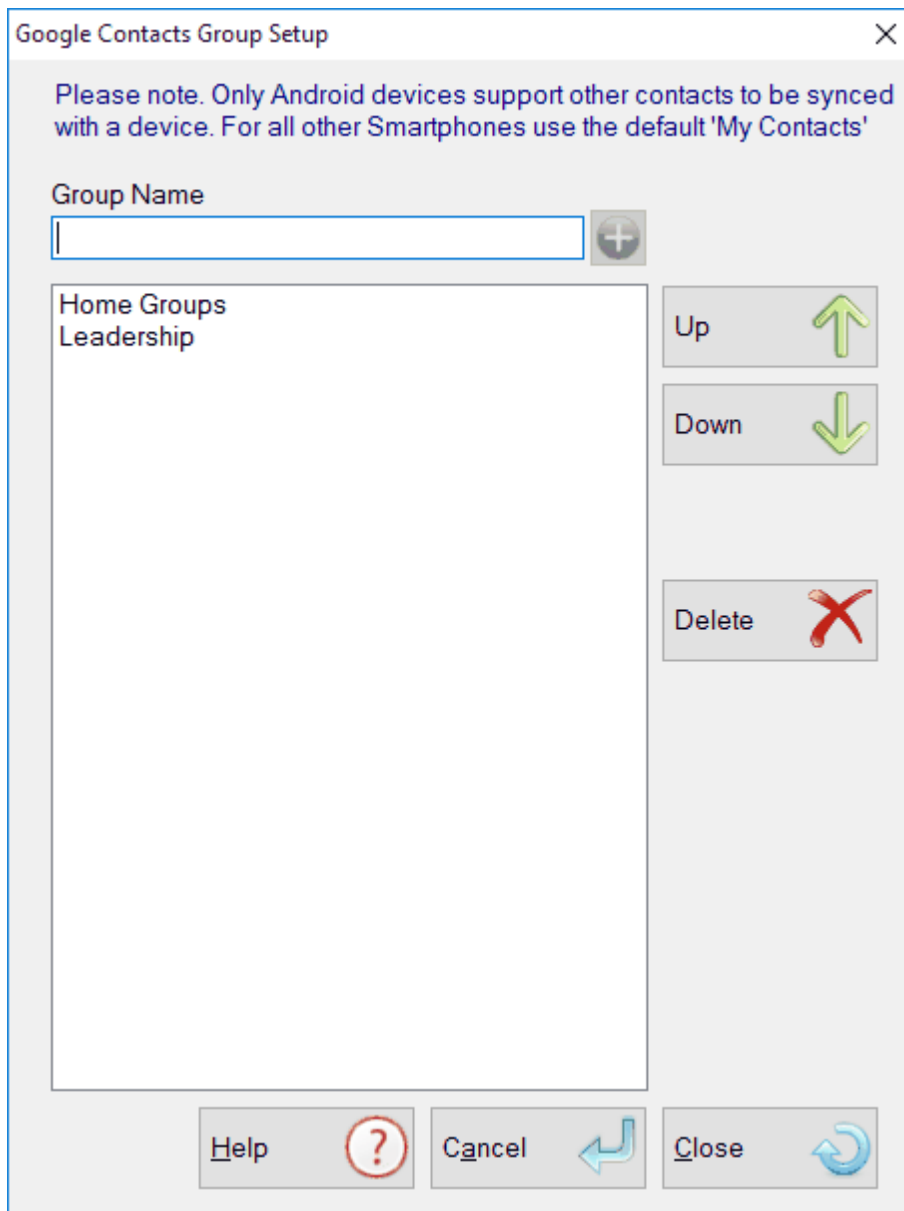 Google Contacts Group Setup
Please note. Only Android devices support other contacts to be synced
with a device. For all other Smartphones use the default 'My Contacts'
Group Name
Home Groups
Leadership
Up
Down
Delete
Help
?
Cancel
Close